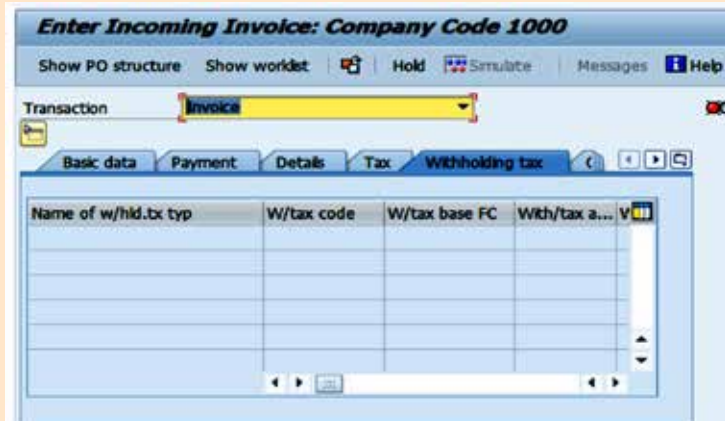 Enter Incoming Invoice: Company Code 1000
Show PO structure Show worklist Hold Simulate Messages Help
Transaction Invoice
Basic data Payment Details Tax Withholding tax
Name of w/hld.tx typ W/tax code W/tax base FC With/tax a... W